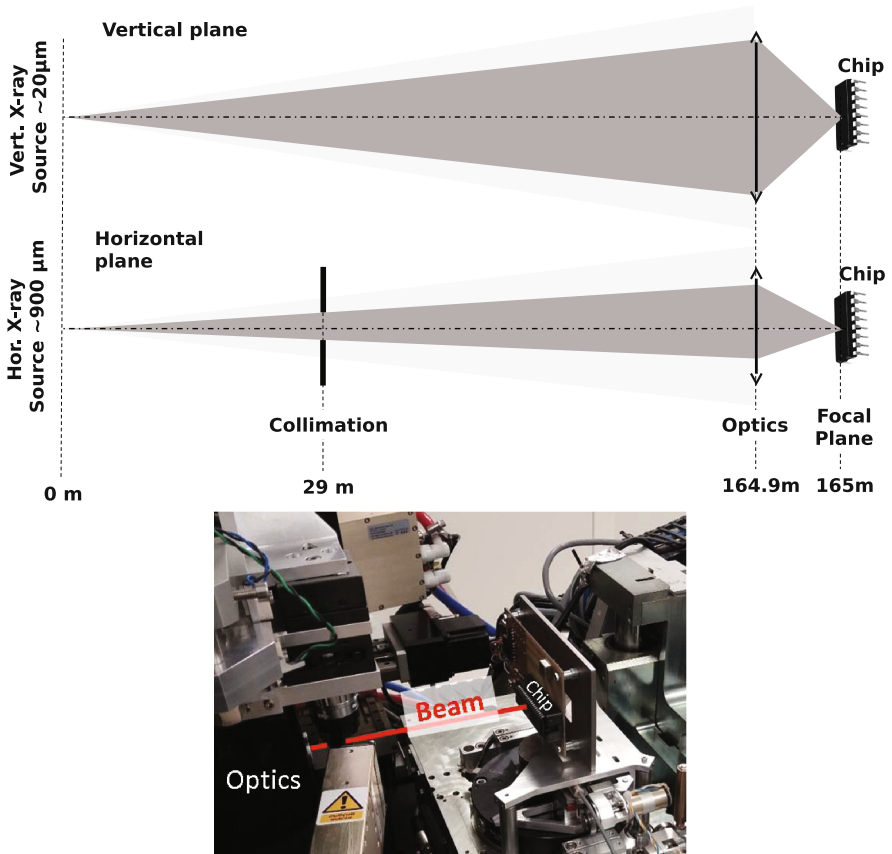 Vertical plane
Vert. X-ray
Source ~20µm
Chip
Horizontal
plane
Hor. X-ray
Source ~900 µm
Chip
Collimation
Optics
Focal
Plane
0 m
29 m
164.9m
165m
Beam
Chip
Optics